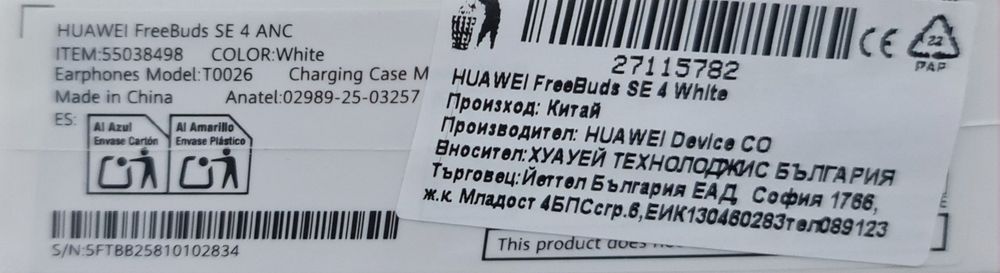 HUAWEI FreeBuds SE 4 ANC
ITEM:55038498 COLOR:White
Earphones Model:T0026 Charging Case M
Made in China Anatel:02989-25-03257
ES:
Al Azul
Envase Cartón
Al Amarillo
Envase Plástico
S/N:5FTBB25810102834
This product does
27115782
CE
22
PAP
HUAWEI FreeBuds SE 4 White
Произход: Китай
Производител: HUAWEI Device CO
Вносител:ХУАУЕЙ ТЕХНОЛОДЖИС БЪЛГАРИЯ
Търговец:Йеттел България ЕАД, София 1766,
ж.к. Младост 4БПСсгр.6,ЕИК130460283тел089123